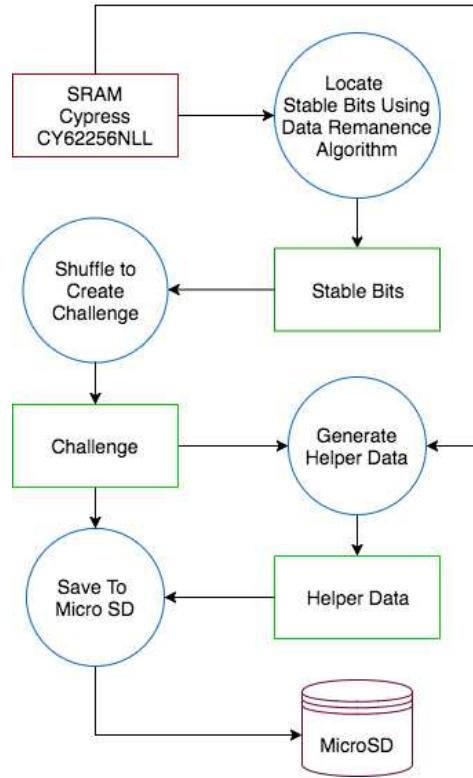 SRAM
Cypress
CY62256NLL
Locate
Stable Bits Using
Data Remanence
Algorithm
Shuffle to
Create
Challenge
Stable Bits
Challenge
Generate
Helper Data
Save To
Micro SD
Helper Data
MicroSD